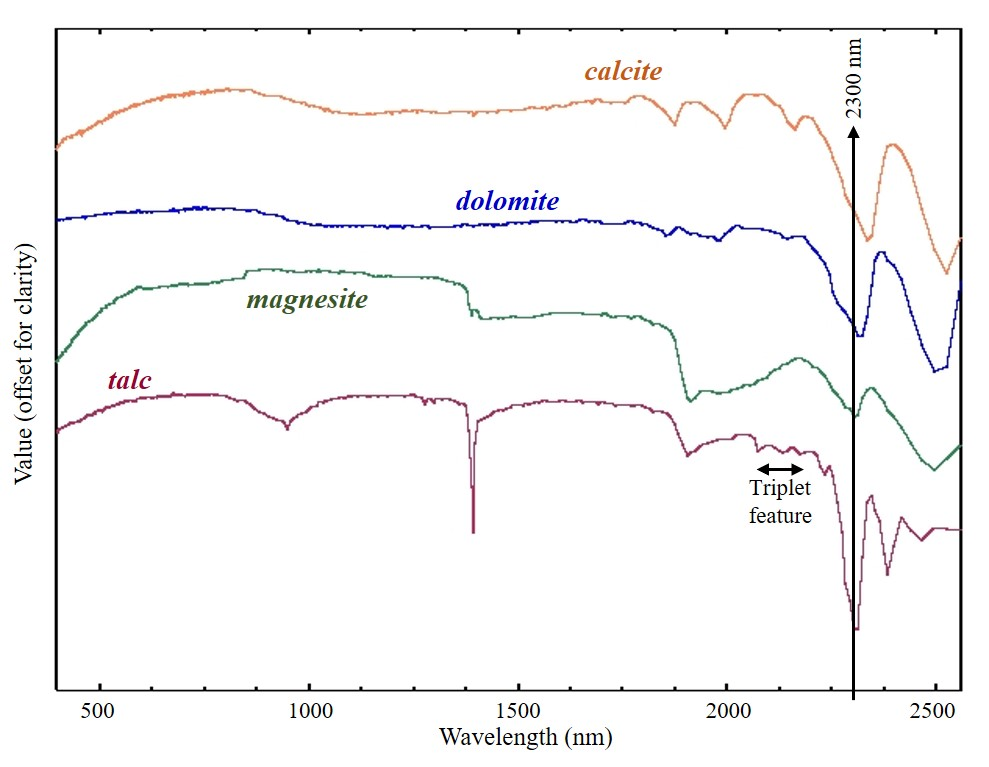 calcite
2300 nm
dolomite
magnesite
talc
Triplet
feature
Value (offset for clarity)
500
1000
1500
2000
2500
Wavelength (nm)